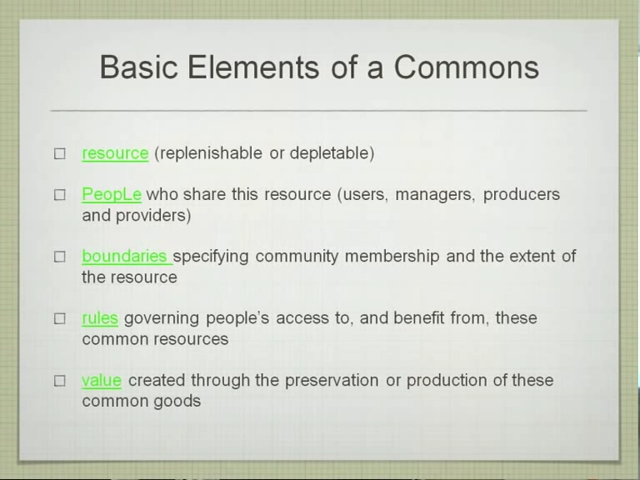 Basic Elements of a Commons
resource (replenishable or depletable)
PeopLe who share this resource (users, managers, producers
and providers)
boundaries specifying community membership and the extent of
the resource
rules governing people's access to, and benefit from, these
common resources
value created through the preservation or production of these
common goods